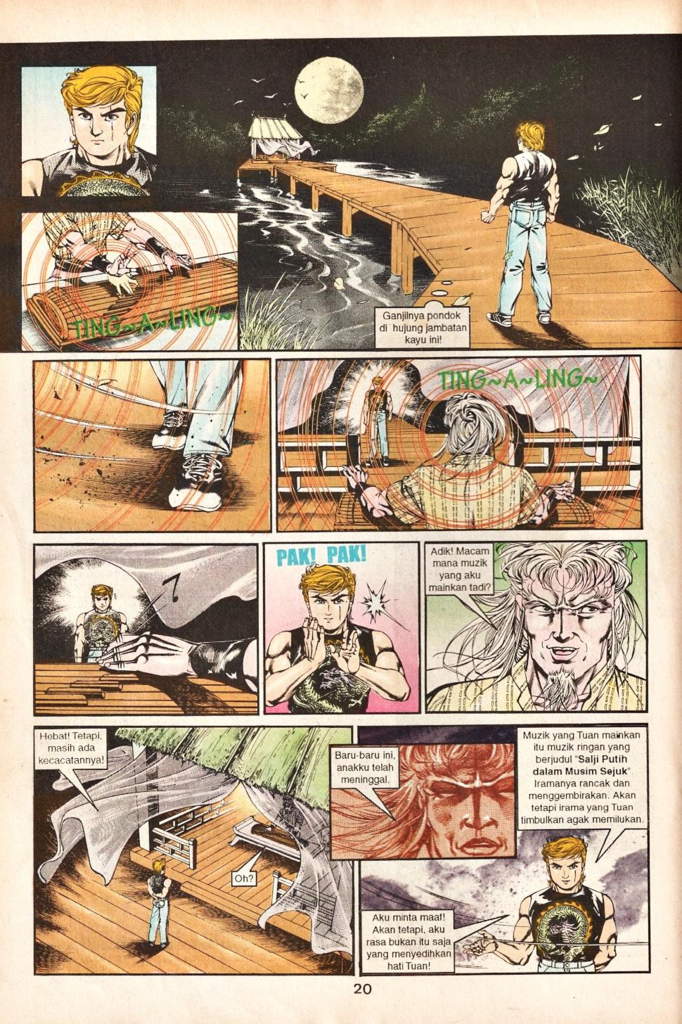 TING~A~LING~
Ganjilnya pondok
di hujung jambatan
kayu ini!
TING~A~LING~
PAK! PAK!
Adik! Macam
mana muzik
yang aku
mainkan tadi?
Hebat! Tetapi,
masih ada
kecacatannya!
Oh?
Baru-baru ini,
anakku telah
meninggal.
Muzik yang Tuan mainkan
itu muzik ringan yang
berjudul "Salji Putih
dalam Musim Sejuk".
Iramanya rancak dan
menggembirakan. Akan
tetapi irama yang Tuan
timbulkan agak memilukan.
Aku minta maaf!
Akan tetapi, aku
rasa bukan itu saja
yang menyedihkan
hati Tuan!
20